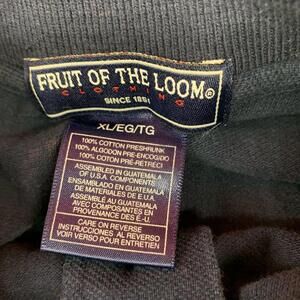 FRUIT OF THE LOOM®
CLOTHING
SINCE 1851
XL/EG/TG
100% COTTON PRESHRUNK
100% ALGODON PRE-ENCOGIDO
100% COTON PRÉ-RÉTRÉCI
ASSEMBLED IN GUATEMALA
OF U.S.A. COMPONENTS
ENSAMBLADO EN GUATEMALA
DE MATERIALES DE E.U.A.
ASSEMBLÉ AU GUATEMALA
AVEC COMPOSANTES EN
PROVENANCE DES É-U.
CARE ON REVERSE
INSTRUCCIONES AL REVERSO
VOIR VERSO POUR ENTRETIEN